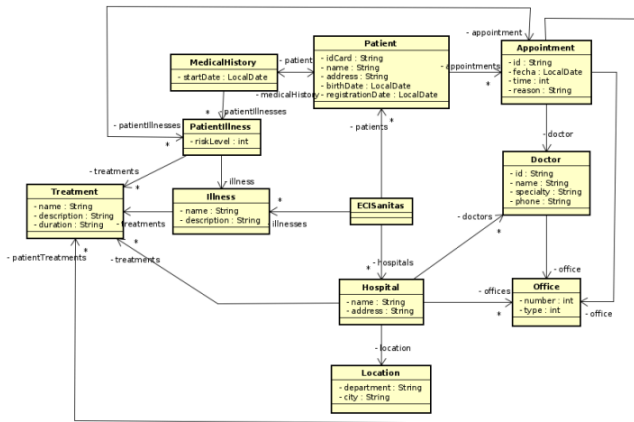 - appointment
Patient
- idCard : String
- name : String
- address : String
- birthDate : LocalDate
- registrationDate : LocalDate
Appointment
- id : String
- fecha : LocalDate
- time : int
- reason : String
MedicalHistory
- startDate : LocalDate
- patient
- medicalHistory
- appointments
*
*
- patientIllnesses
- patientIllnesses
*
PatientIllness
- riskLevel : int
*
- patients
- doctor
- treatments
*
- illness
Doctor
- id : String
- name : String
- specialty : String
- phone : String
Treatment
- name : String
- description : String
- duration : String
Illness
- name : String
- description : String
- treatments
*
*
- illnesses
ECISanitas
- doctors
*
*
- patientTreatments
*
- treatments
*
- hospitals
- office
Hospital
- name : String
- address : String
- offices
*
Office
- number : int
- type : int
- office
- location
Location
- department : String
- city : String